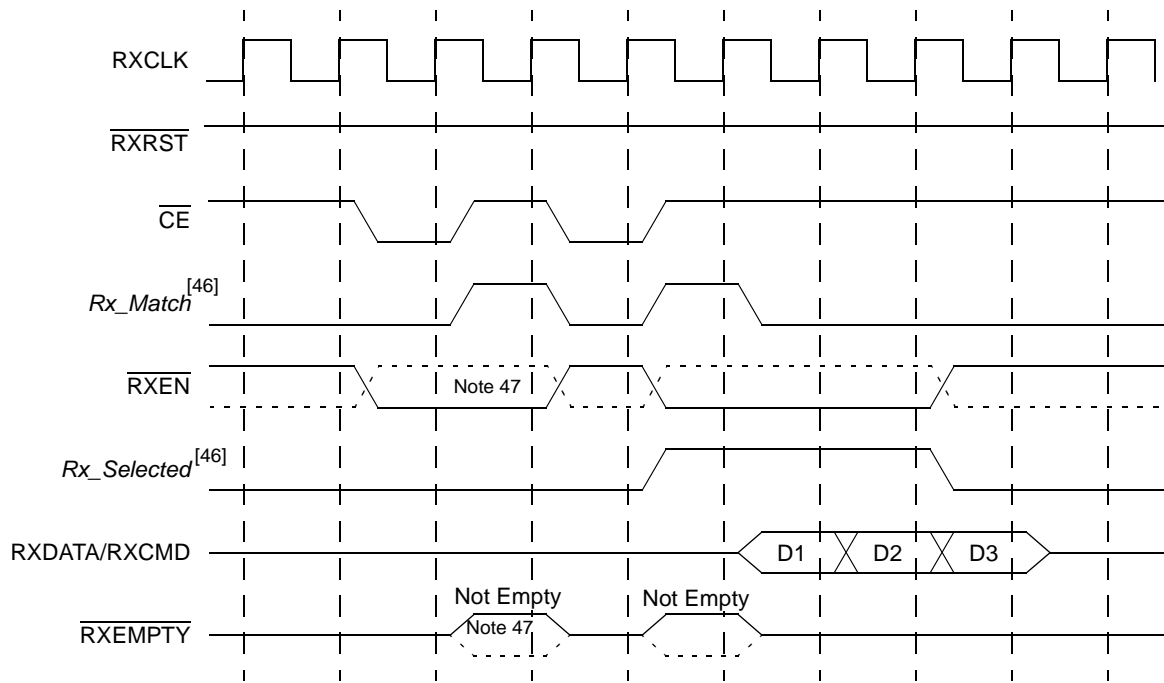 RXCLK
RXRST
CE
Rx_Match[46]
RXEN
Note 47
Rx_Selected[46]
RXDATA/RXCMD
D1
D2
D3
Not Empty
Not Empty
RXEMPTY
Note 47